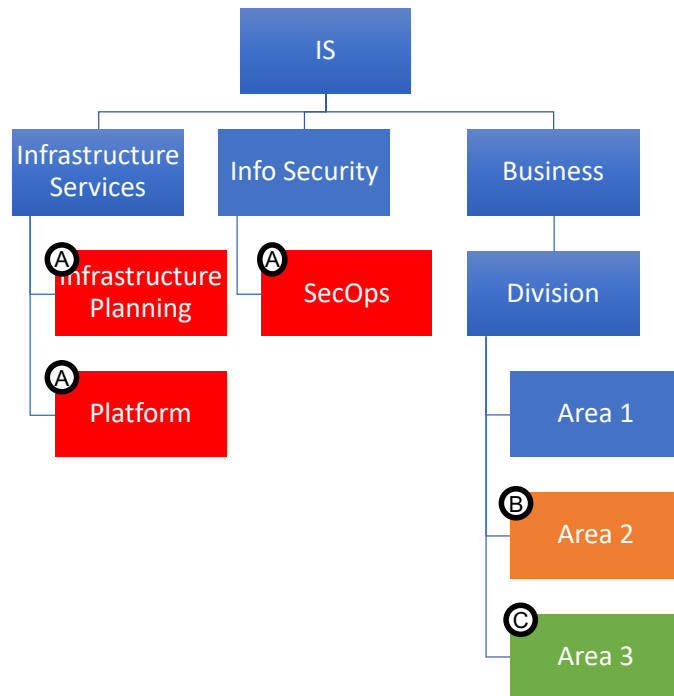 IS
Infrastructure
Services
Info Security
Business
A
Infrastructure
Planning
A
SecOps
Division
A
Platform
Area 1
B
Area 2
C
Area 3